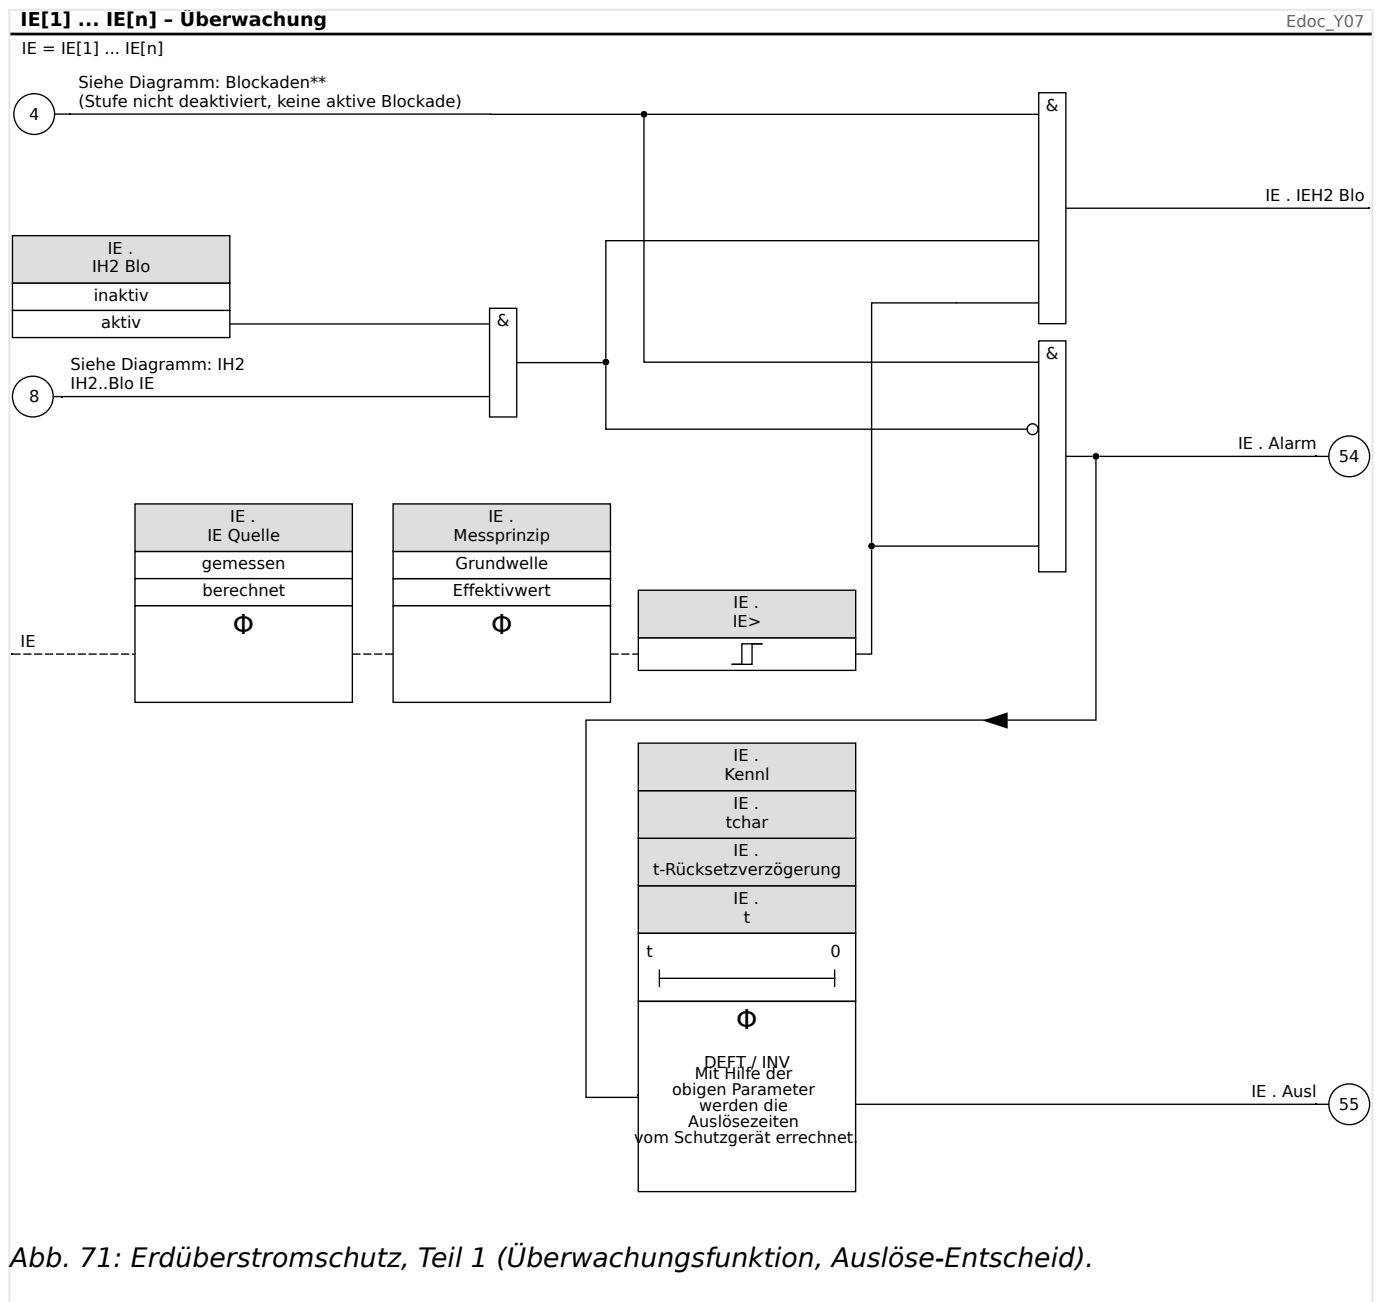 IE[1] ... IE[n] – Überwachung
Edoc_Y07
IE = IE[1] ... IE[n]
Siehe Diagramm: Blockaden**
(Stufe nicht deaktiviert, keine aktive Blockade)
4
&
IE . IEH2 Blo
IE .
IH2 Blo
inaktiv
aktiv
&
&
Siehe Diagramm: IH2
IH2..Blo IE
8
IE . Alarm
54
IE .
IE Quelle
gemessen
berechnet
Φ
IE .
Messprinzip
Grundwelle
Effektivwert
Φ
IE
IE .
IE>
IE .
Kennl
IE .
tchar
IE .
t-Rücksetzverzögerung
IE .
t
t 0
Φ
DEFT / INV
Mit Hilfe der
obigen Parameter
werden die
Auslösezeiten
vom Schutzgerät errechnet.
IE . Ausl
55
Abb. 71: Erdüberstromschutz, Teil 1 (Überwachungsfunktion, Auslöse-Entscheid).